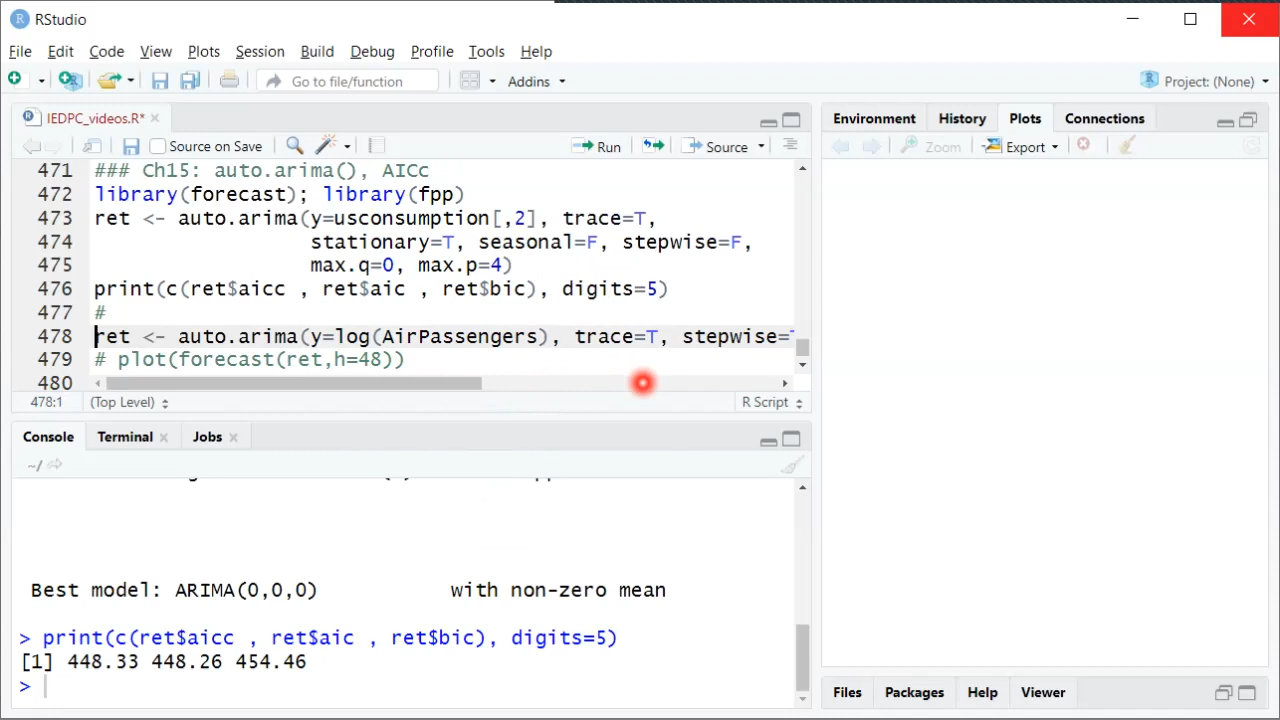 RStudio
File Edit Code View Plots Session Build Debug Profile Tools Help
Go to file/function Addins Project: (None)
IEDPC_videos.R*
Source on Save Run Source
471 ### Ch15: auto.arima(), AICc
472 library(forecast); library(fpp)
473 ret <- auto.arima(y=usconsumption[,2], trace=T,
474 stationary=T, seasonal=F, stepwise=F,
475 max.q=0, max.p=4)
476 print(c(ret$aicc , ret$aic , ret$bic), digits=5)
477 #
478 ret <- auto.arima(y=log(AirPassengers), trace=T, stepwise=
479 # plot(forecast(ret,h=48))
480
478:1 (Top Level) R Script
Console Terminal Jobs
~/
Best model: ARIMA(0,0,0) with non-zero mean
> print(c(ret$aicc , ret$aic , ret$bic), digits=5)
[1] 448.33 448.26 454.46
>
Environment History Plots Connections
Zoom Export
Files Packages Help Viewer